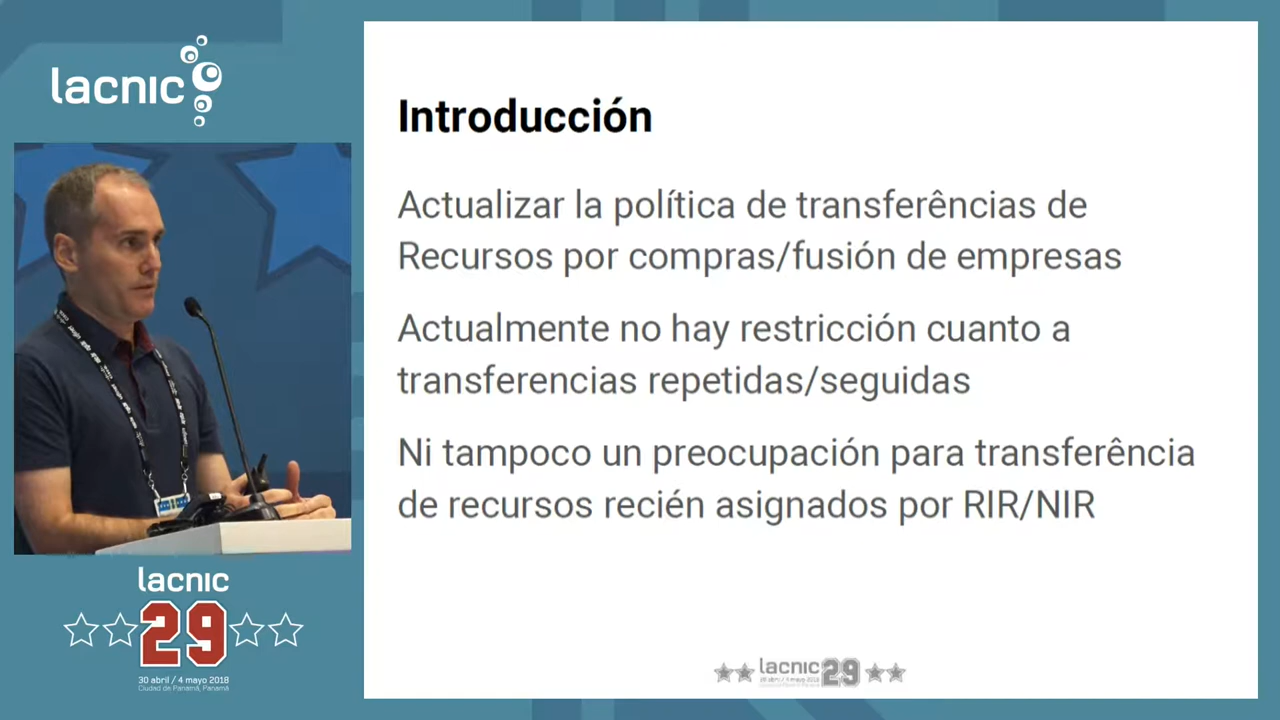 lacnic
Introducción
Actualizar la política de transferências de
Recursos por compras/fusión de empresas
Actualmente no hay restricción cuanto a
transferencias repetidas/seguidas
Ni tampoco un preocupación para transferência
de recursos recién asignados por RIR/NIR
lacnic
29
30 abril / 4 mayo 2018
Ciudad de Panamá, Panamá
lacnic 29